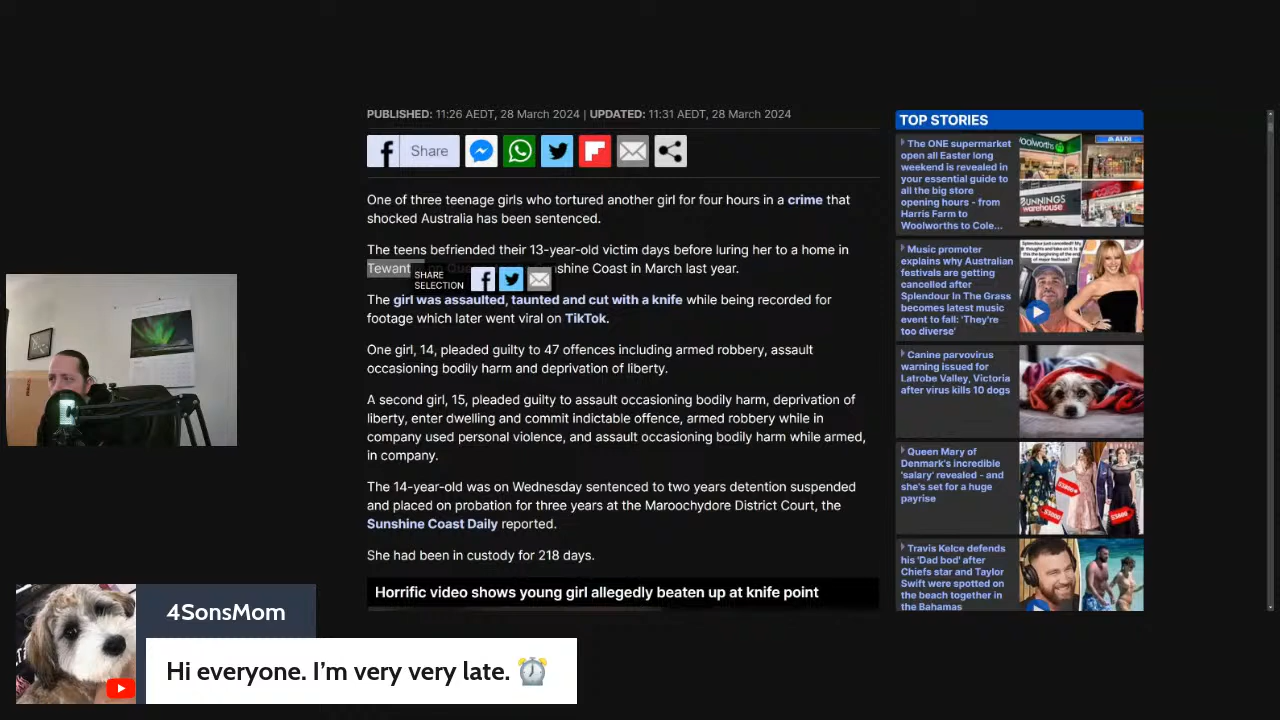 PUBLISHED: 11:26 AEDT, 28 March 2024 | UPDATED: 11:31 AEDT, 28 March 2024
Share
One of three teenage girls who tortured another girl for four hours in a crime that
shocked Australia has been sentenced.
The teens befriended their 13-year-old victim days before luring her to a home in
Tewant
shine Coast in March last year.
SHARE
SELECTION
The girl was assaulted, taunted and cut with a knife while being recorded for
footage which later went viral on TikTok.
One girl, 14, pleaded guilty to 47 offences including armed robbery, assault
occasioning bodily harm and deprivation of liberty.
A second girl, 15, pleaded guilty to assault occasioning bodily harm, deprivation of
liberty, enter dwelling and commit indictable offence, armed robbery while in
company used personal violence, and assault occasioning bodily harm while armed,
in company.
The 14-year-old was on Wednesday sentenced to two years detention suspended
and placed on probation for three years at the Maroochydore District Court, the
Sunshine Coast Daily reported.
She had been in custody for 218 days.
Horrific video shows young girl allegedly beaten up at knife point
TOP STORIES
The ONE supermarket
open all Easter long
weekend is revealed in
your essential guide to
all the big store
opening hours - from
Harris Farm to
Woolworths to Cole...
oolworths
ALDI
BUNNINGS
warehouse
Music promoter
explains why Australian
festivals are getting
cancelled after
Splendour In The Grass
becomes latest music
event to fall: 'They're
too diverse'
Canine parvovirus
warning issued for
Latrobe Valley, Victoria
after virus kills 10 dogs
Queen Mary of
Denmark's incredible
'salary' revealed - and
she's set for a huge
payrise
Travis Kelce defends
his 'Dad bod' after
Chiefs star and Taylor
Swift were spotted on
the beach together in
the Bahamas
4SonsMom
Hi everyone. I'm very very late. ⏰